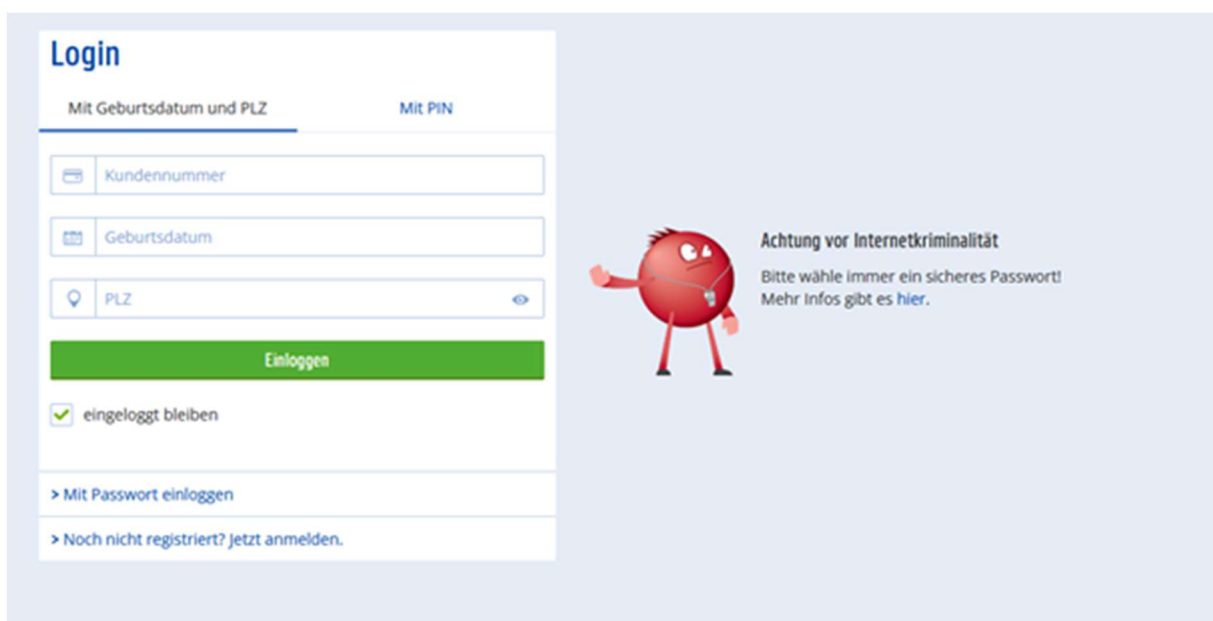 Login
Mit Geburtsdatum und PLZ
Mit PIN
Kundennummer
Geburtsdatum
PLZ
Einloggen
eingeloggt bleiben
> Mit Passwort einloggen
> Noch nicht registriert? Jetzt anmelden.
Achtung vor Internetkriminalität
Bitte wähle immer ein sicheres Passwort!
Mehr Infos gibt es hier.